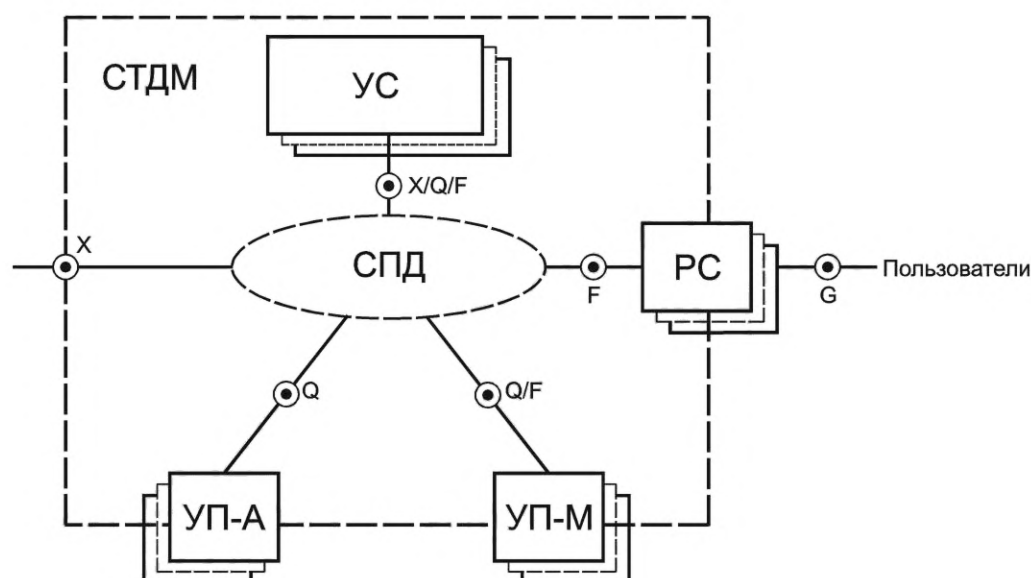 СТДМ
УС
X/Q/F
X
СПД
F
РС
G
Пользователи
Q
Q/F
УП-А
УП-М